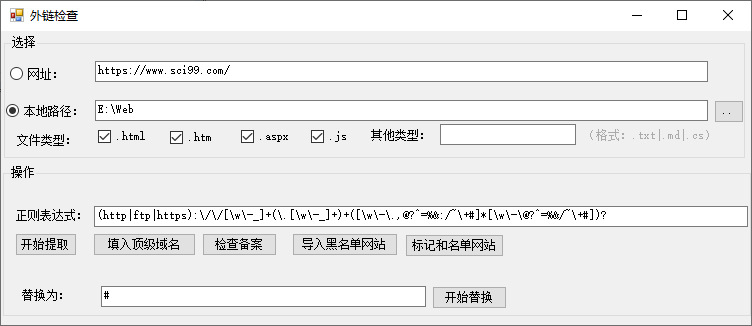 外链检查
选择
网址： https://www.sci99.com/
本地路径： E:\Web ..
文件类型： .html .htm .aspx .js 其他类型： （格式：.txt|.md|.cs）
操作
正则表达式： (http|ftp|https):\/\/[\w\-_]+(\.[\w\-_]+)+([\w\-\.,@?^=%&:/~\+#]*[\w\-\@?^=%&/~\+#])?
开始提取 填入顶级域名 检查备案 导入黑名单网站 标记和名单网站
替换为： # 开始替换